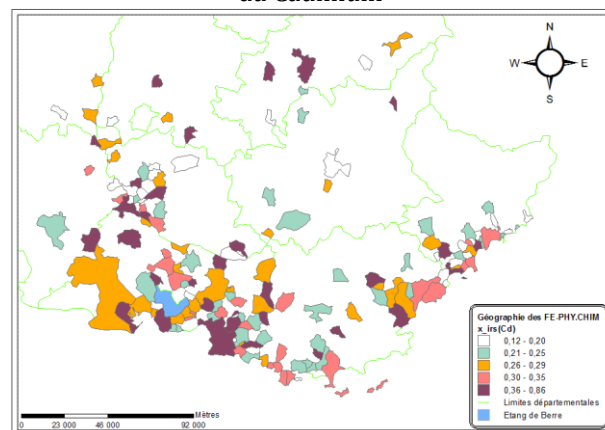 du Cadmium
N
W E
S
Géographie des FE-PHY.CHIM
x_irs(Cd)
0,12 - 0,20
0,21 - 0,25
0,26 - 0,29
0,30 - 0,35
0,36 - 0,86
Limites départementales
Etang de Berre
Mètres
0 23 000 46 000 92 000